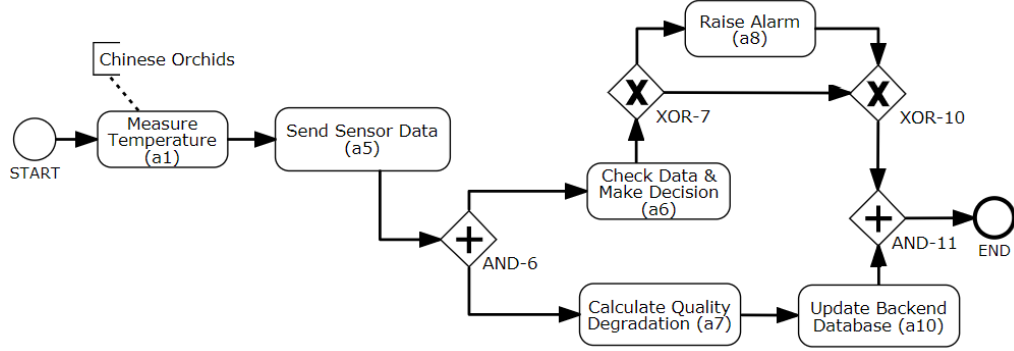 Chinese Orchids
START
Measure
Temperature
(a1)
Send Sensor Data
(a5)
AND-6
Check Data &
Make Decision
(a6)
XOR-7
Raise Alarm
(a8)
XOR-10
Calculate Quality
Degradation (a7)
Update Backend
Database (a10)
AND-11
END